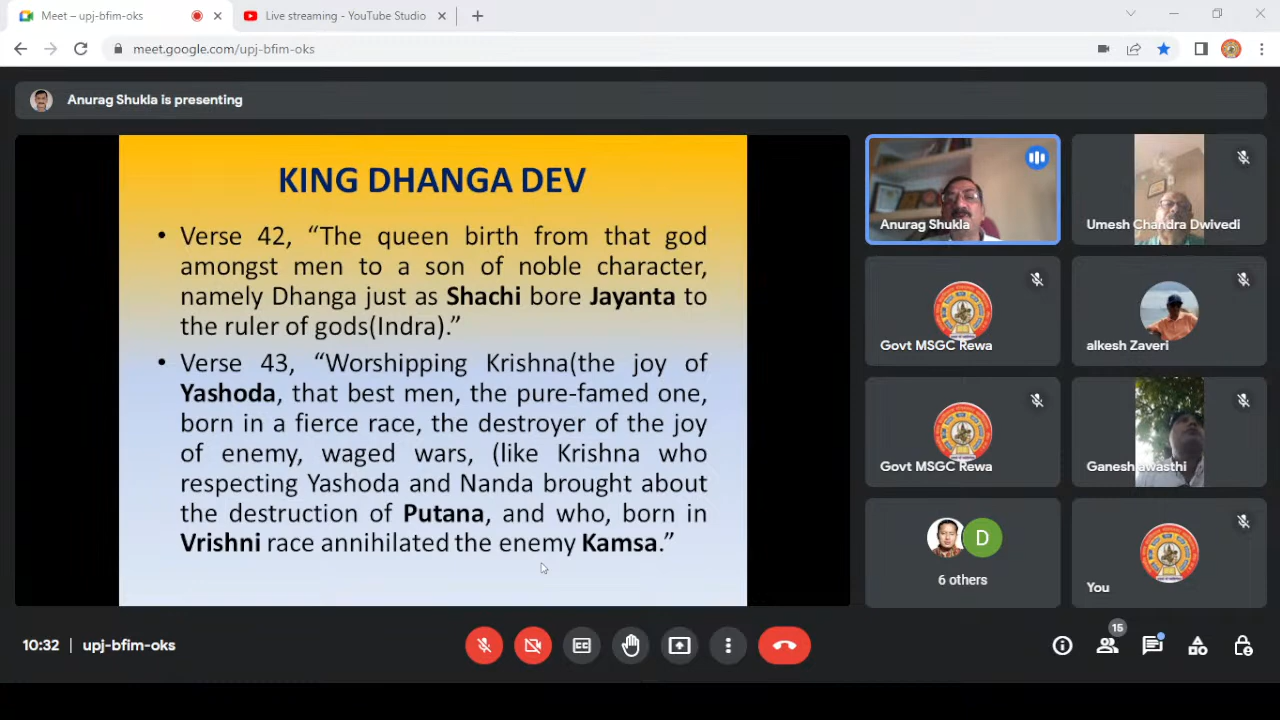 Meet – upj-bfim-oks
Live streaming - YouTube Studio
meet.google.com/upj-bfim-oks
Anurag Shukla is presenting
KING DHANGA DEV
• Verse 42, “The queen birth from that god
amongst men to a son of noble character,
namely Dhanga just as Shachi bore Jayanta to
the ruler of gods(Indra).”
• Verse 43, “Worshipping Krishna(the joy of
Yashoda, that best men, the pure-famed one,
born in a fierce race, the destroyer of the joy
of enemy, waged wars, (like Krishna who
respecting Yashoda and Nanda brought about
the destruction of Putana, and who, born in
Vrishni race annihilated the enemy Kamsa.”
Anurag Shukla
Umesh Chandra Dwivedi
Govt MSGC Rewa
alkesh Zaveri
Govt MSGC Rewa
Ganesh awasthi
D
6 others
You
10:32 | upj-bfim-oks
CC
15